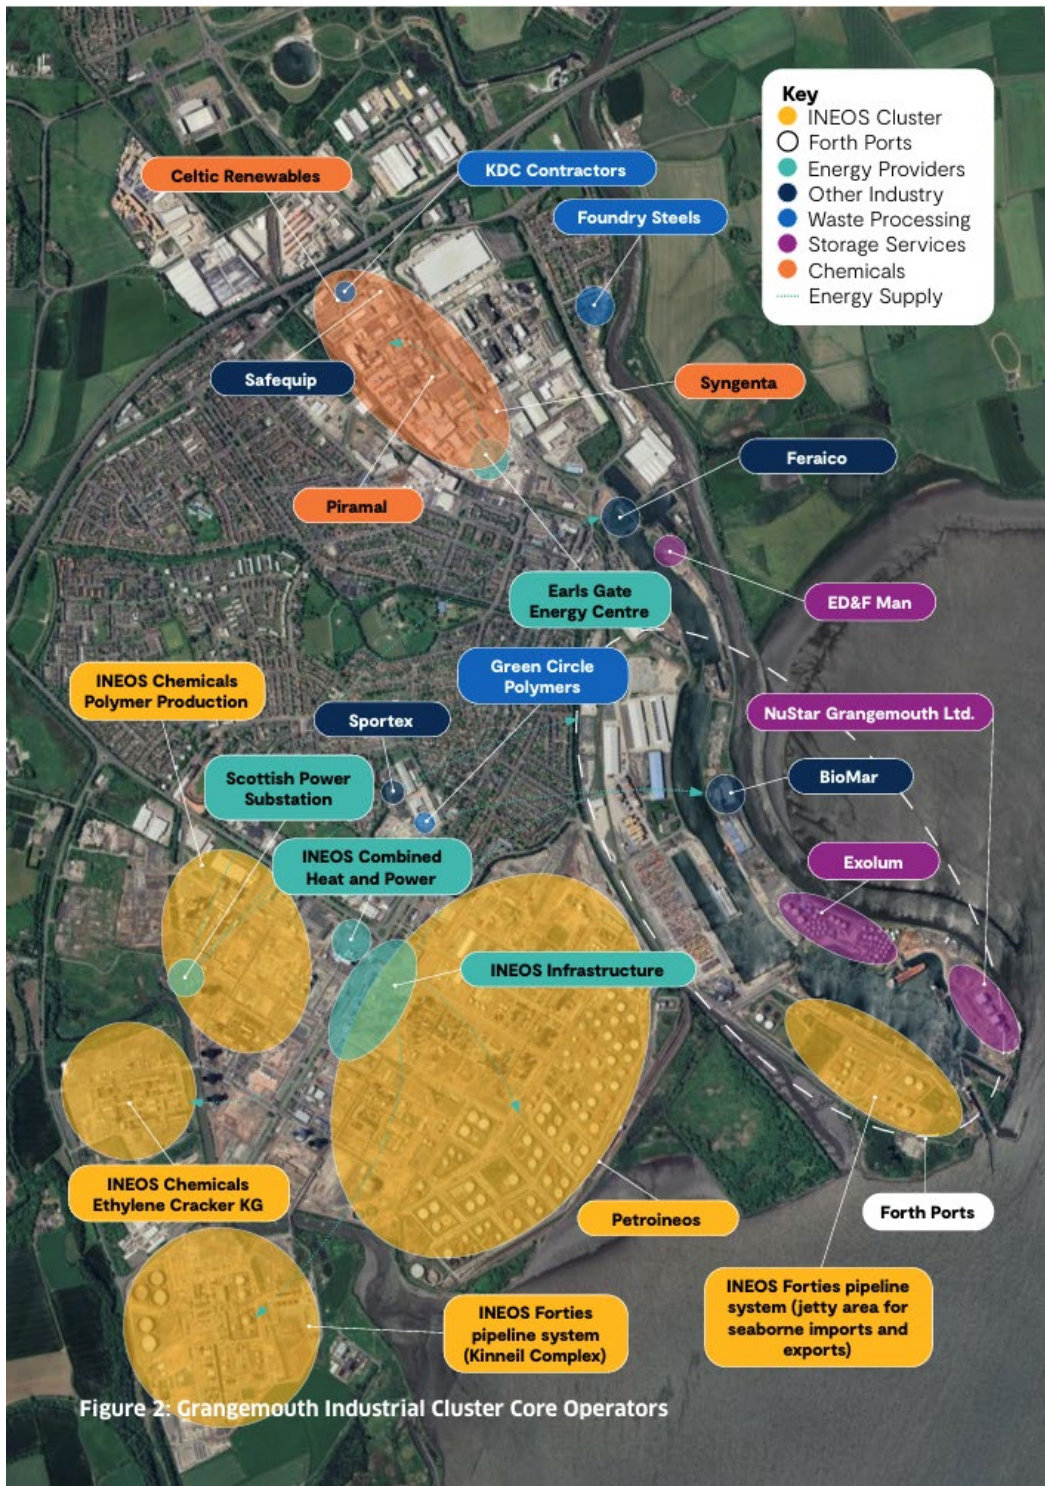 Key
INEOS Cluster
Forth Ports
Energy Providers
Other Industry
Waste Processing
Storage Services
Chemicals
Energy Supply
Celtic Renewables
KDC Contractors
Foundry Steels
Safequip
Syngenta
Feraico
Piramal
Earls Gate
Energy Centre
ED&F Man
Green Circle
Polymers
INEOS Chemicals
Polymer Production
Sportex
NuStar Grangemouth Ltd.
Scottish Power
Substation
BioMar
INEOS Combined
Heat and Power
Exolum
INEOS Infrastructure
INEOS Chemicals
Ethylene Cracker KG
Petroineos
Forth Ports
INEOS Forties
pipeline system
(Kinneil Complex)
INEOS Forties pipeline
system (jetty area for
seaborne imports and
exports)
Figure 2: Grangemouth Industrial Cluster Core Operators